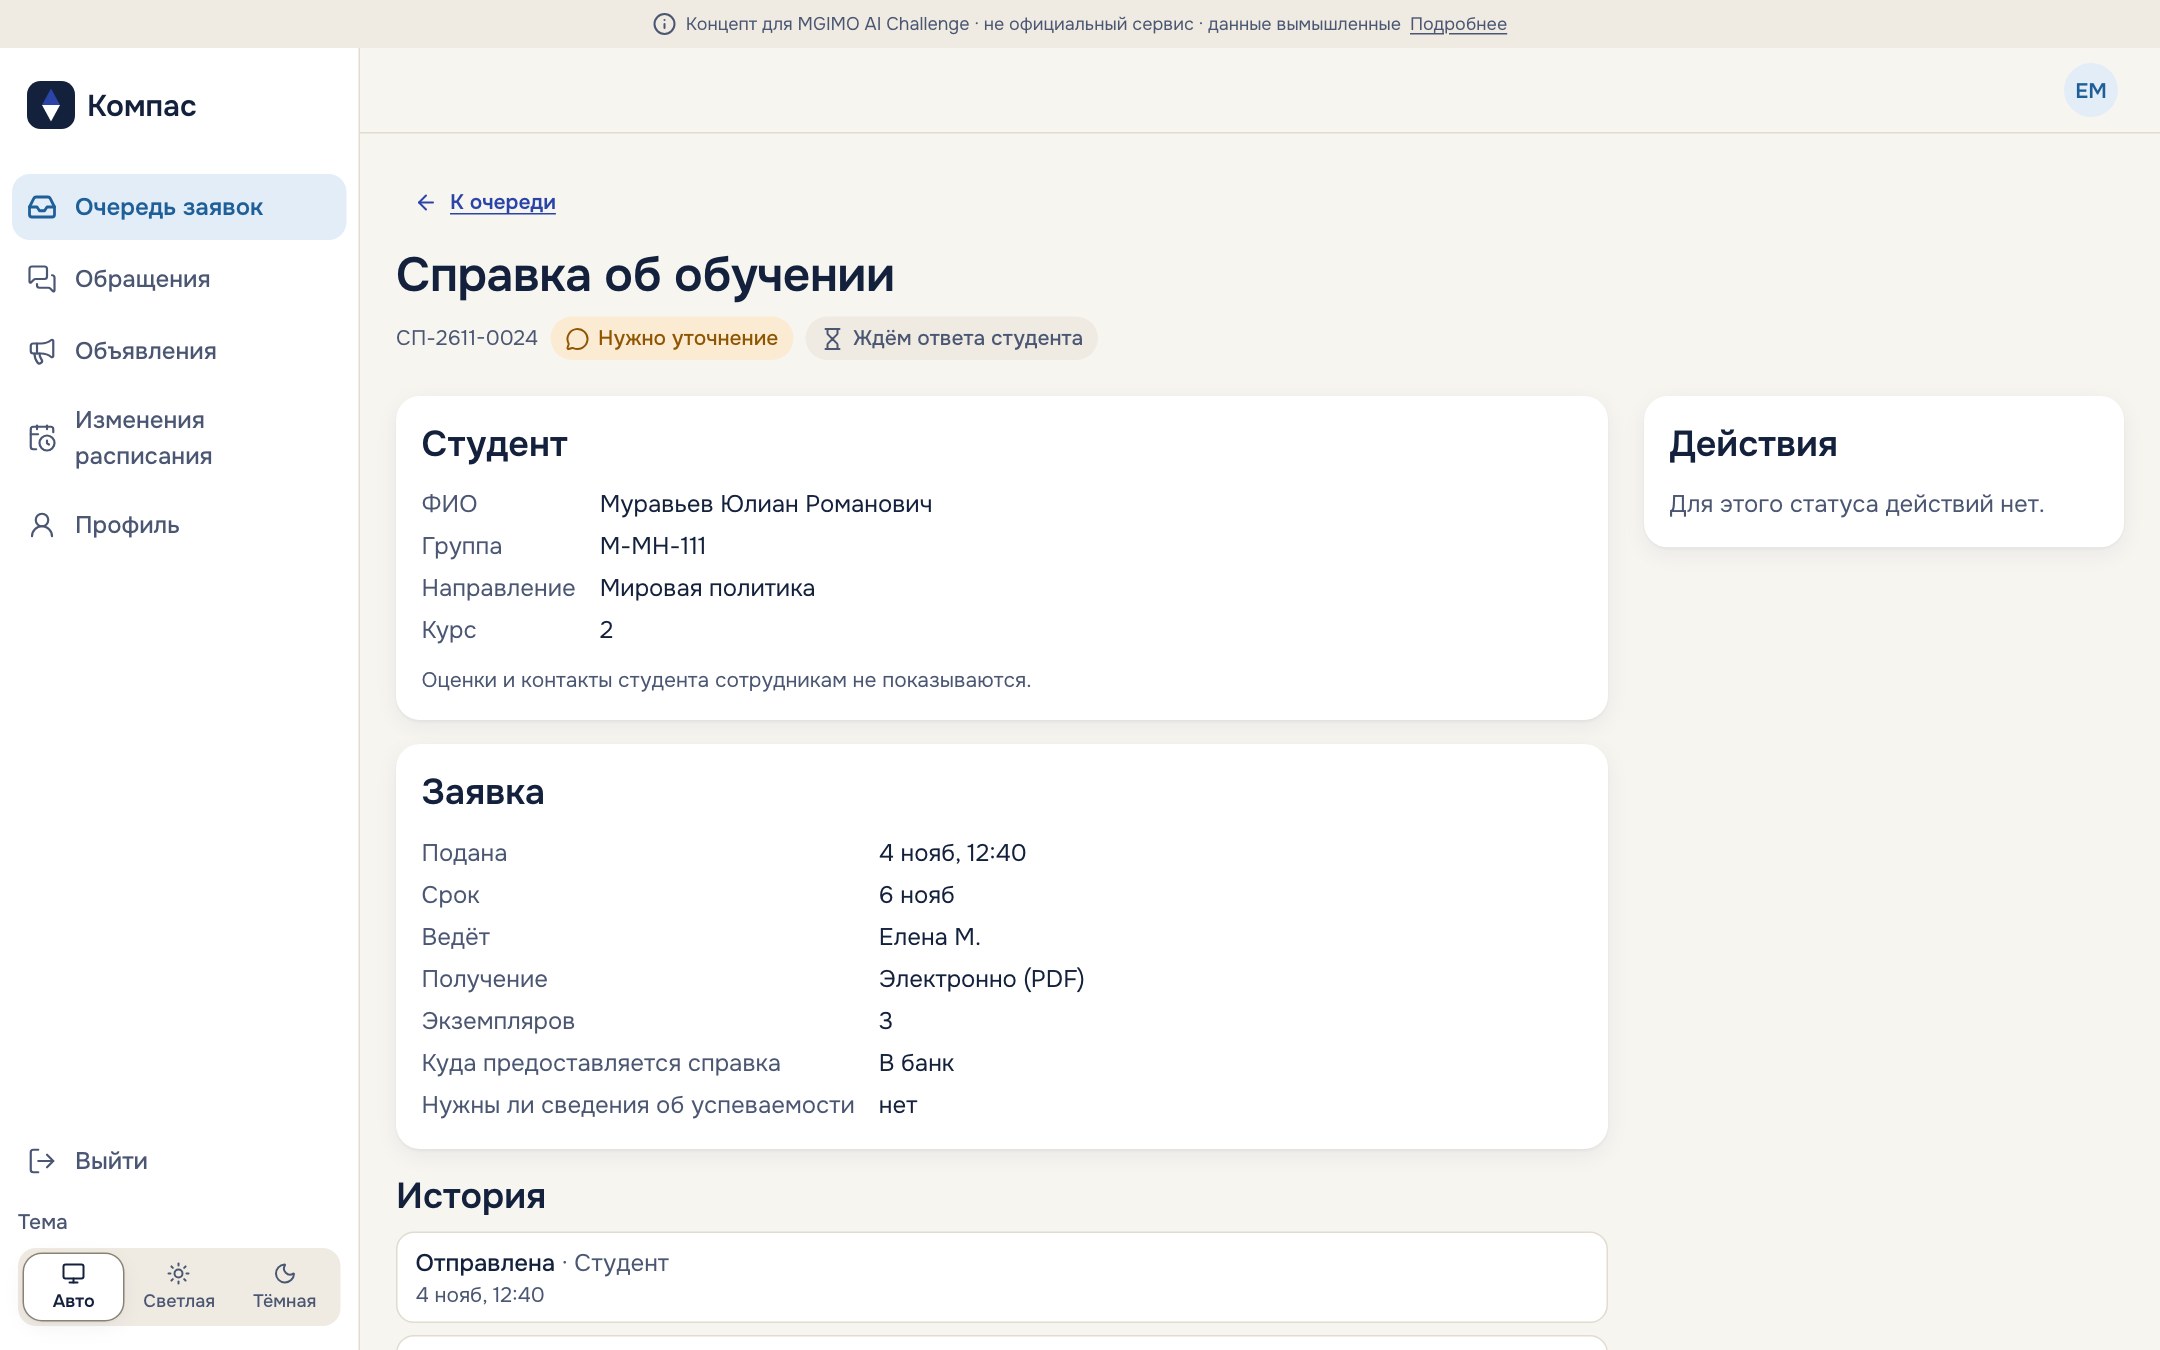 Концепт для MGIMO AI Challenge · не официальный сервис · данные вымышленные Подробнее
Компас
EM
Очередь заявок
Обращения
Объявления
Изменения
расписания
Профиль
Выйти
Тема
Авто
Светлая
Тёмная
К очереди
Справка об обучении
СП-2611-0024
Нужно уточнение
Ждём ответа студента
Студент
ФИО Муравьев Юлиан Романович
Группа М-МН-111
Направление Мировая политика
Курс 2
Оценки и контакты студента сотрудникам не показываются.
Действия
Для этого статуса действий нет.
Заявка
Подана 4 нояб, 12:40
Срок 6 нояб
Ведёт Елена М.
Получение Электронно (PDF)
Экземпляров 3
Куда предоставляется справка В банк
Нужны ли сведения об успеваемости нет
История
Отправлена · Студент
4 нояб, 12:40